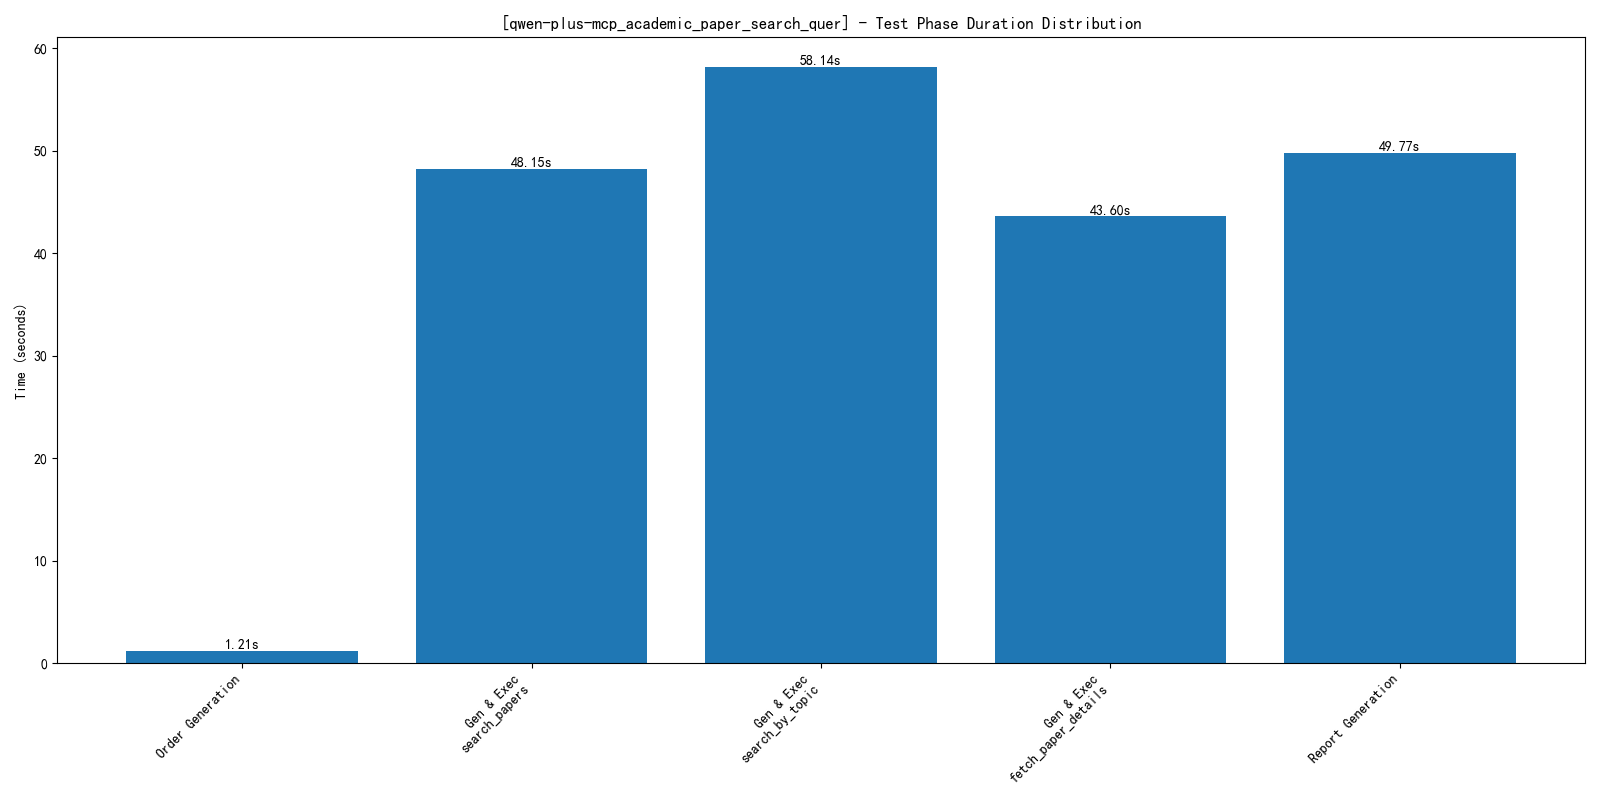 [qwen-plus-mcp_academic_paper_search_quer] - Test Phase Duration Distribution
60
50
40
30
20
10
0
Time (seconds)
1.21s
48.15s
58.14s
43.60s
49.77s
Order Generation
Gen & Exec
search_papers
Gen & Exec
search_by_topic
Gen & Exec
fetch_paper_details
Report Generation